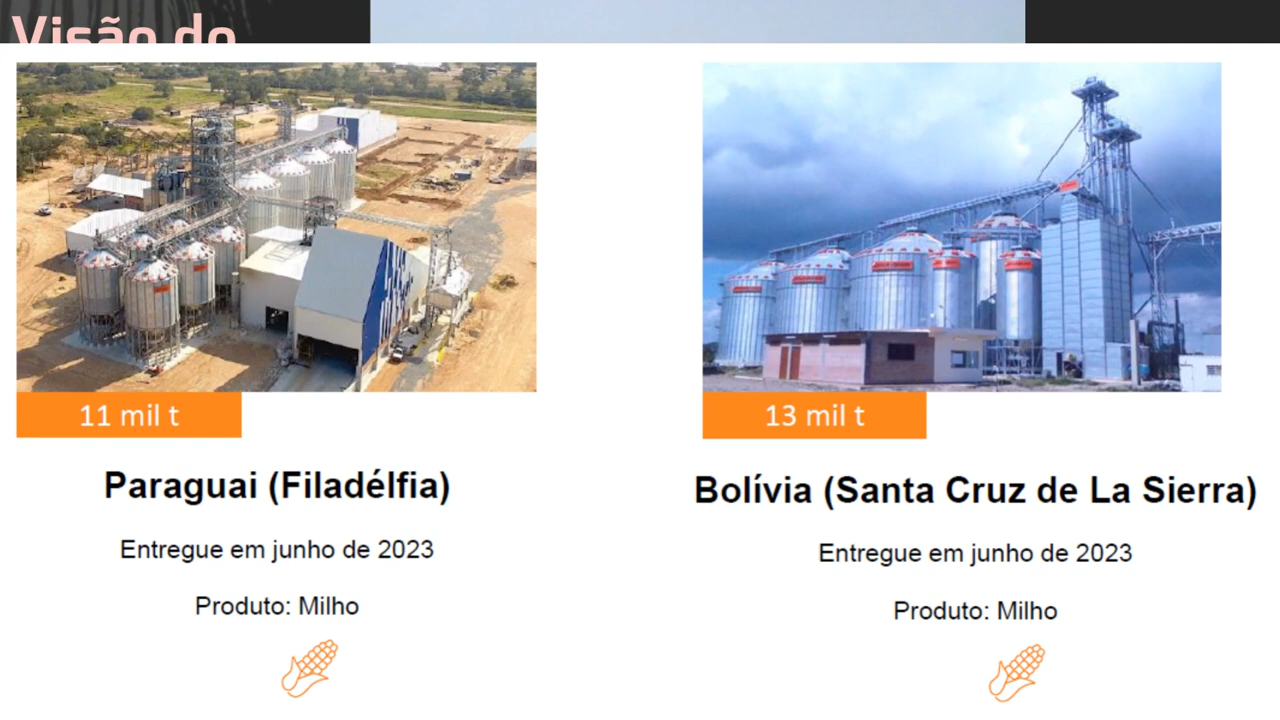 Visão do
11 mil t
Paraguai (Filadélfia)
Entregue em junho de 2023
Produto: Milho
13 mil t
Bolívia (Santa Cruz de La Sierra)
Entregue em junho de 2023
Produto: Milho